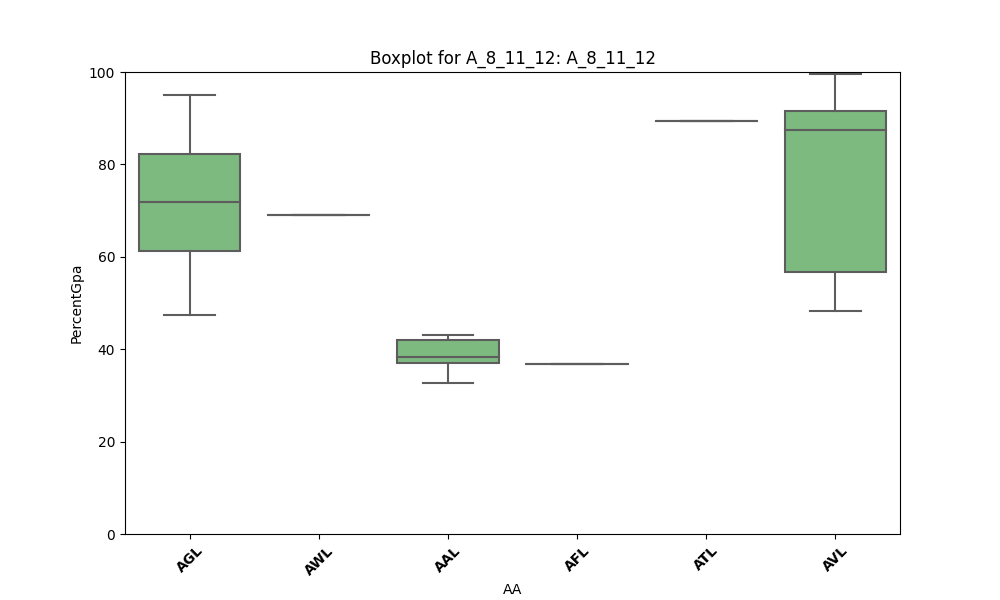 Boxplot for A_8_11_12: A_8_11_12
100
80
60
40
20
0
PercentGpa
AGL
AWL
AAL
AFL
ATL
AVL
AA